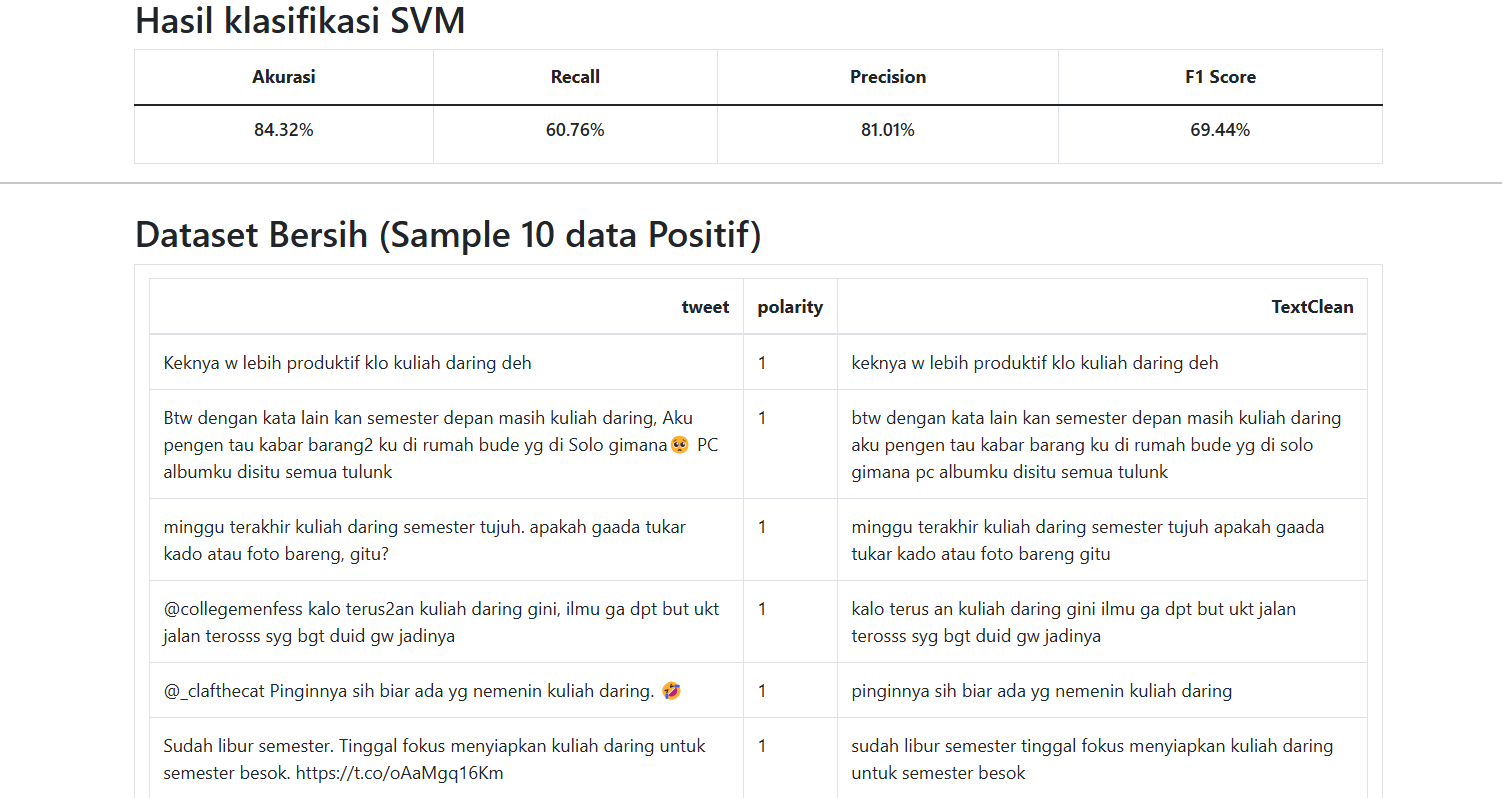 Hasil klasifikasi SVM
Akurasi Recall Precision F1 Score
84.32% 60.76% 81.01% 69.44%
Dataset Bersih (Sample 10 data Positif)
tweet polarity TextClean
Keknya w lebih produktif klo kuliah daring deh 1 keknya w lebih produktif klo kuliah daring deh
Btw dengan kata lain kan semester depan masih kuliah daring, Aku 1 btw dengan kata lain kan semester depan masih kuliah daring
pengen tau kabar barang2 ku di rumah bude yg di Solo gimana🥺 PC aku pengen tau kabar barang ku di rumah bude yg di solo
albumku disitu semua tulunk gimana pc albumku disitu semua tulunk
minggu terakhir kuliah daring semester tujuh. apakah gaada tukar 1 minggu terakhir kuliah daring semester tujuh apakah gaada
kado atau foto bareng, gitu? tukar kado atau foto bareng gitu
@collegemenfess kalo terus2an kuliah daring gini, ilmu ga dpt but ukt 1 kalo terus an kuliah daring gini ilmu ga dpt but ukt jalan
jalan terosss syg bgt duid gw jadinya terosss syg bgt duid gw jadinya
@_clafthecat Pinginnya sih biar ada yg nemenin kuliah daring. 🤣 1 pinginnya sih biar ada yg nemenin kuliah daring
Sudah libur semester. Tinggal fokus menyiapkan kuliah daring untuk 1 sudah libur semester tinggal fokus menyiapkan kuliah daring
semester besok. https://t.co/oAaMgq16Km untuk semester besok